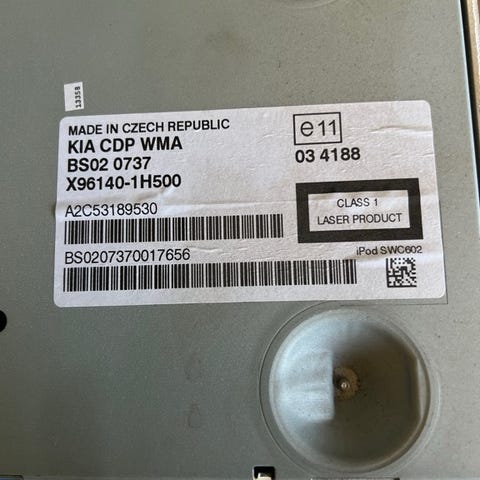 13358
MADE IN CZECH REPUBLIC
KIA CDP WMA
BS02 0737
X96140-1H500
e11
03 4188
A2C53189530
CLASS 1
LASER PRODUCT
BS0207370017656
iPod SWC602